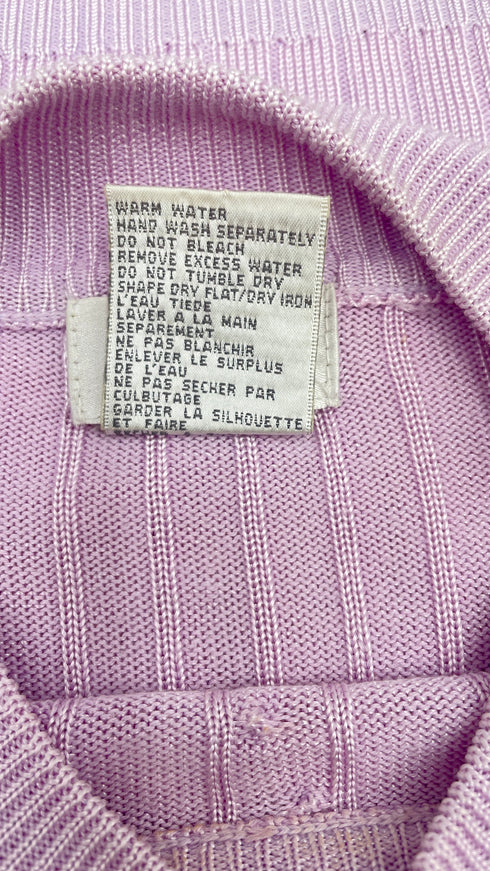 WARM WATER
HAND WASH SEPARATELY
DO NOT BLEACH
REMOVE EXCESS WATER
DO NOT TUMBLE DRY
SHAPE DRY FLAT/DRY IRON
L'EAU TIEDE
LAVER A LA MAIN
SEPAREMENT
NE PAS BLANCHIR
ENLEVER LE SURPLUS
DE L'EAU
NE PAS SECHER PAR
CULBUTAGE
GARDER LA SILHOUETTE
ET FAIRE